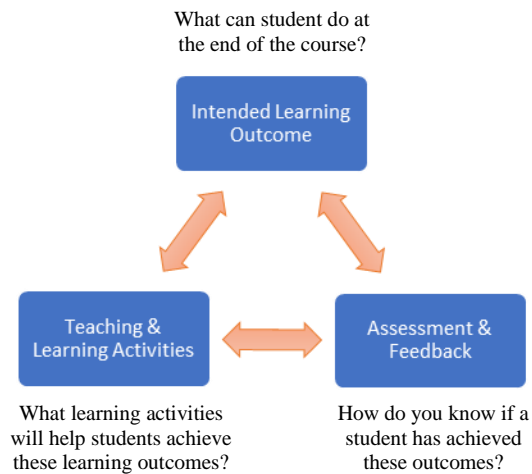 What can student do at
the end of the course?
Intended Learning
Outcome
Teaching &
Learning Activities
Assessment &
Feedback
What learning activities
will help students achieve
these learning outcomes?
How do you know if a
student has achieved
these outcomes?